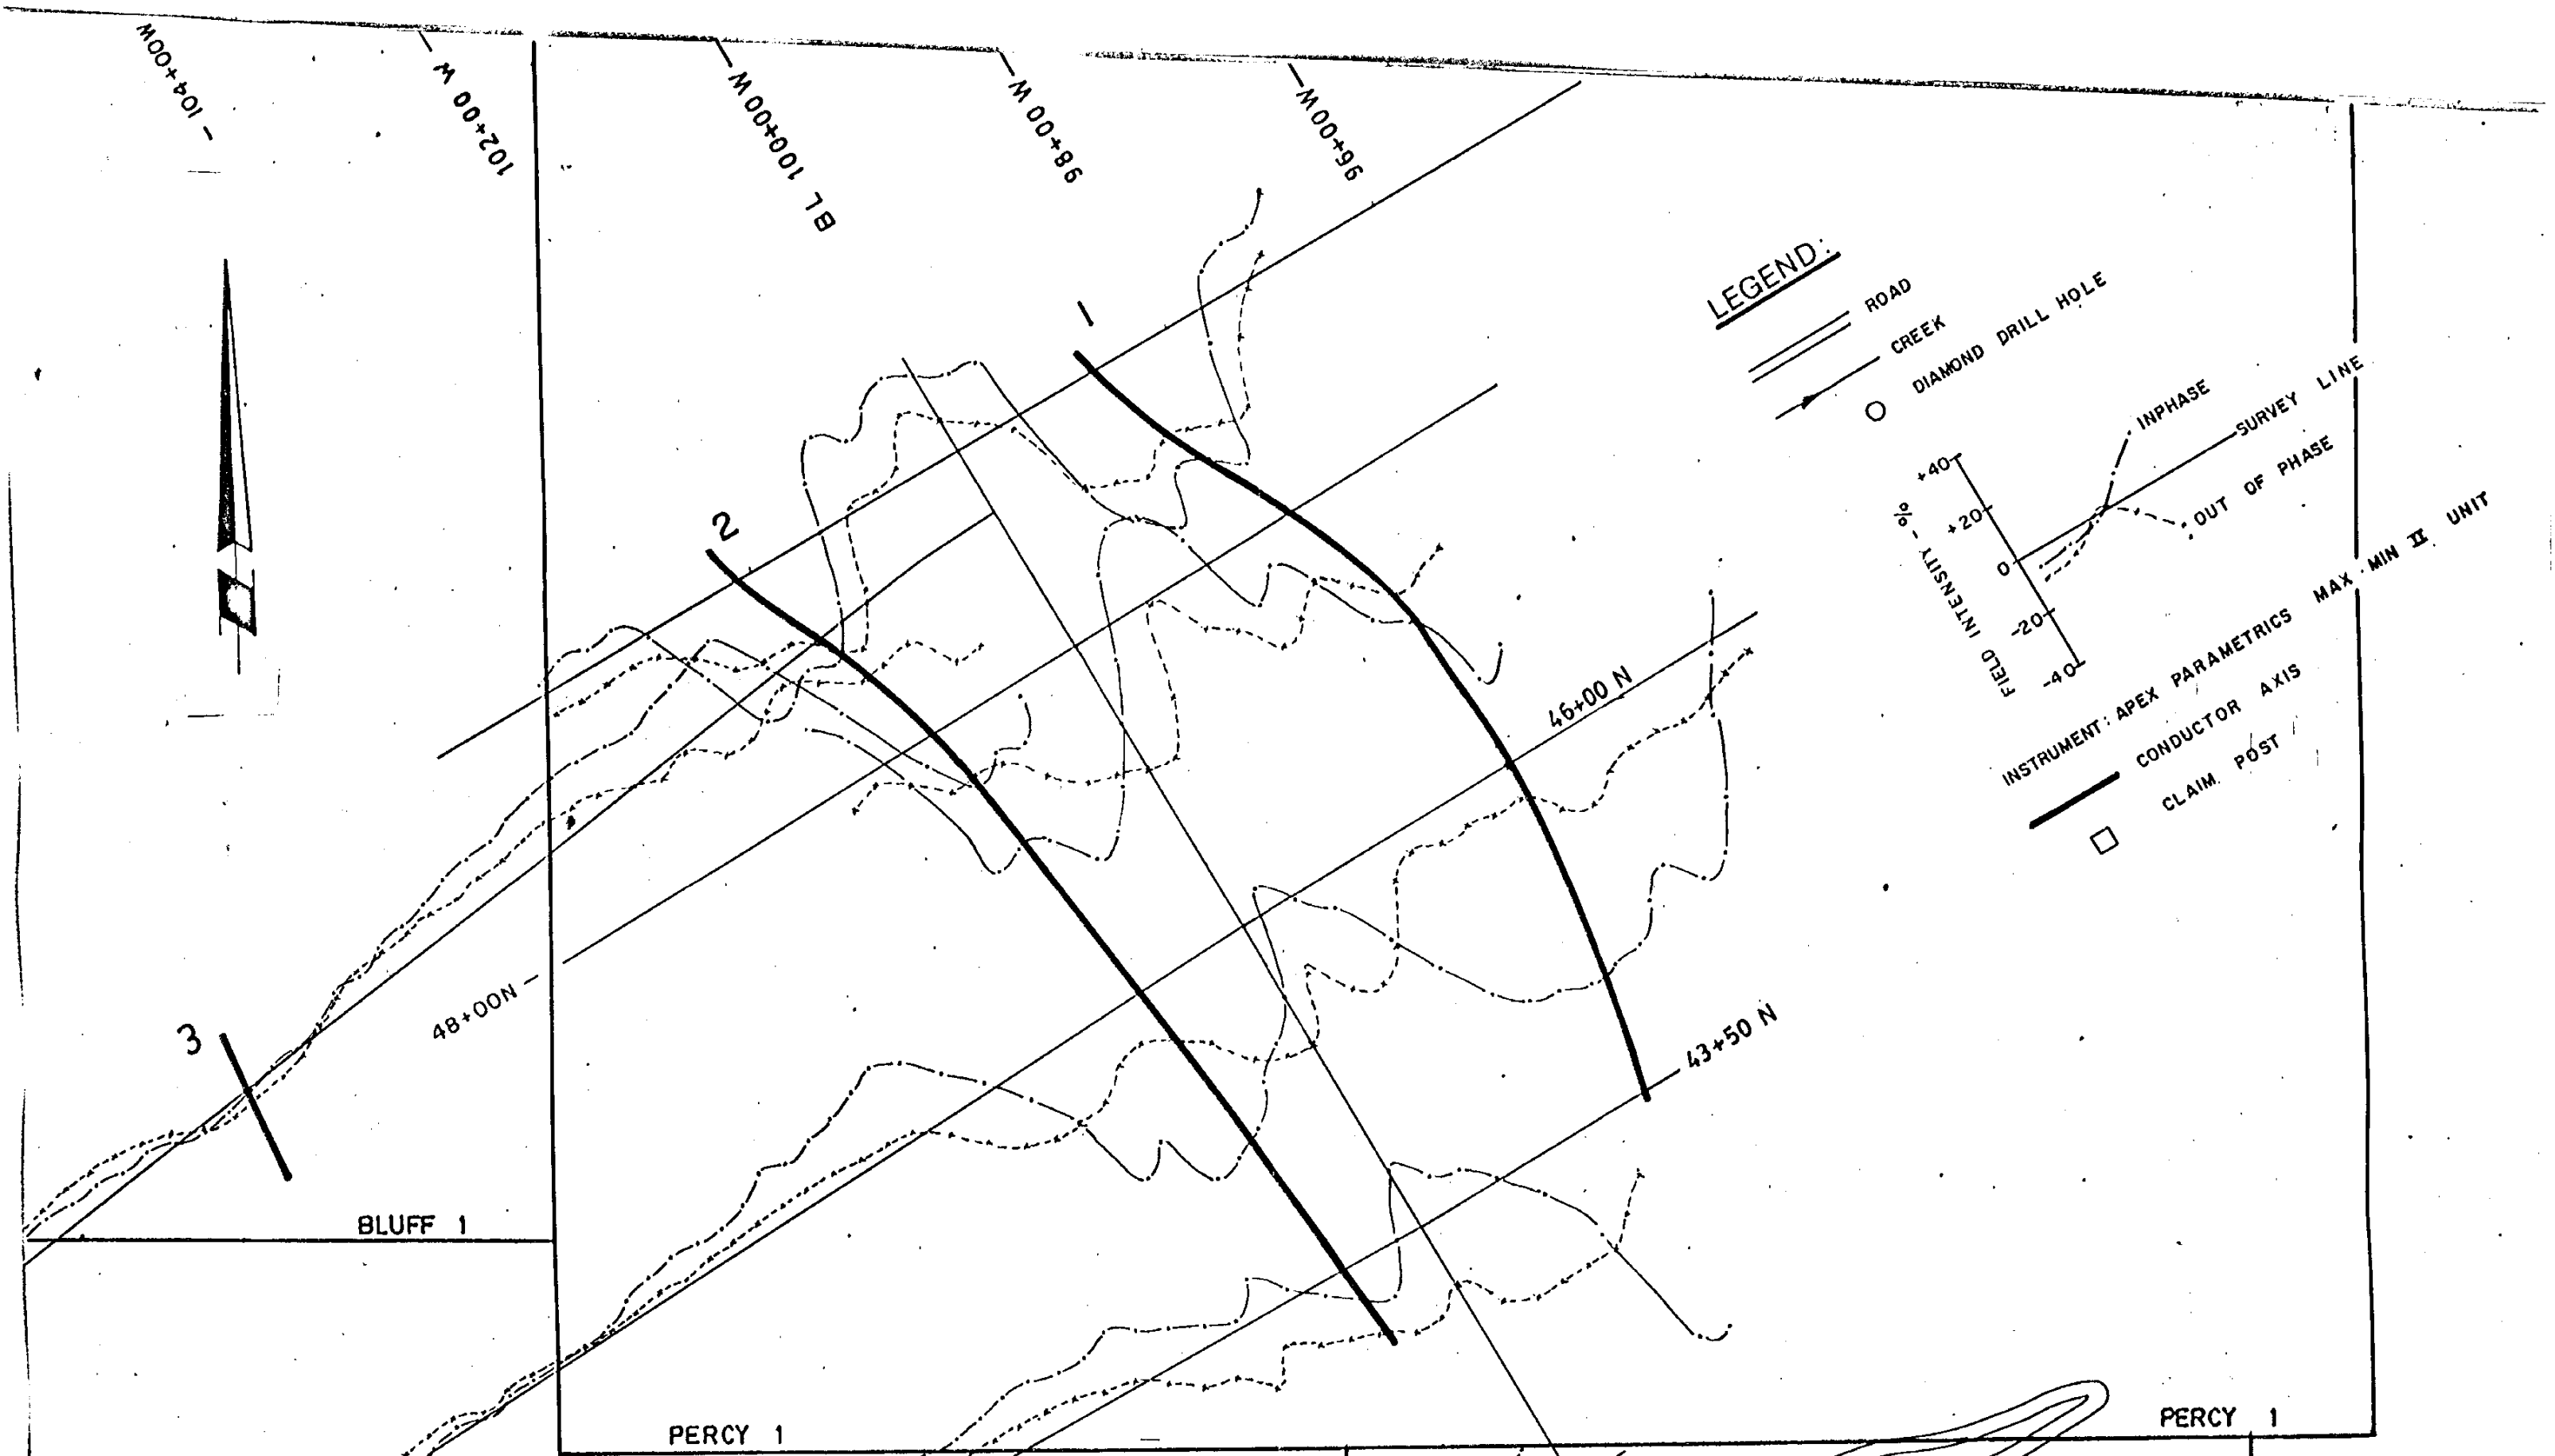 104+00W
102+00 W
BL 100+00 W
98+00 W
96+00W
1
2
3
48+00N
46+00 N
43+50 N
LEGEND:
ROAD
CREEK
DIAMOND DRILL HOLE
+40
+20
0
-20
-40
FIELD INTENSITY - %
INPHASE
SURVEY LINE
OUT OF PHASE
INSTRUMENT: APEX PARAMETRICS MAX-MIN II UNIT
CONDUCTOR AXIS
CLAIM POST
BLUFF 1
PERCY 1
PERCY 1